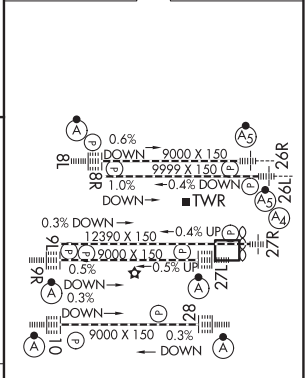 A
P
0.6%
DOWN
9000 X 150
A5
26R
8L
P
P
9999 X 150
8R
1.0%
0.4% DOWN
P
26L
DOWN
TWR
A5
A4
0.3% DOWN
0.4% UP
P
27R
9L
12390 X 150
P
P
9000 X 150
P
9R
0.5%
0.5% UP
27L
A
DOWN
A
0.3%
DOWN
P
28
10
P
9000 X 150
0.3%
A
DOWN
A